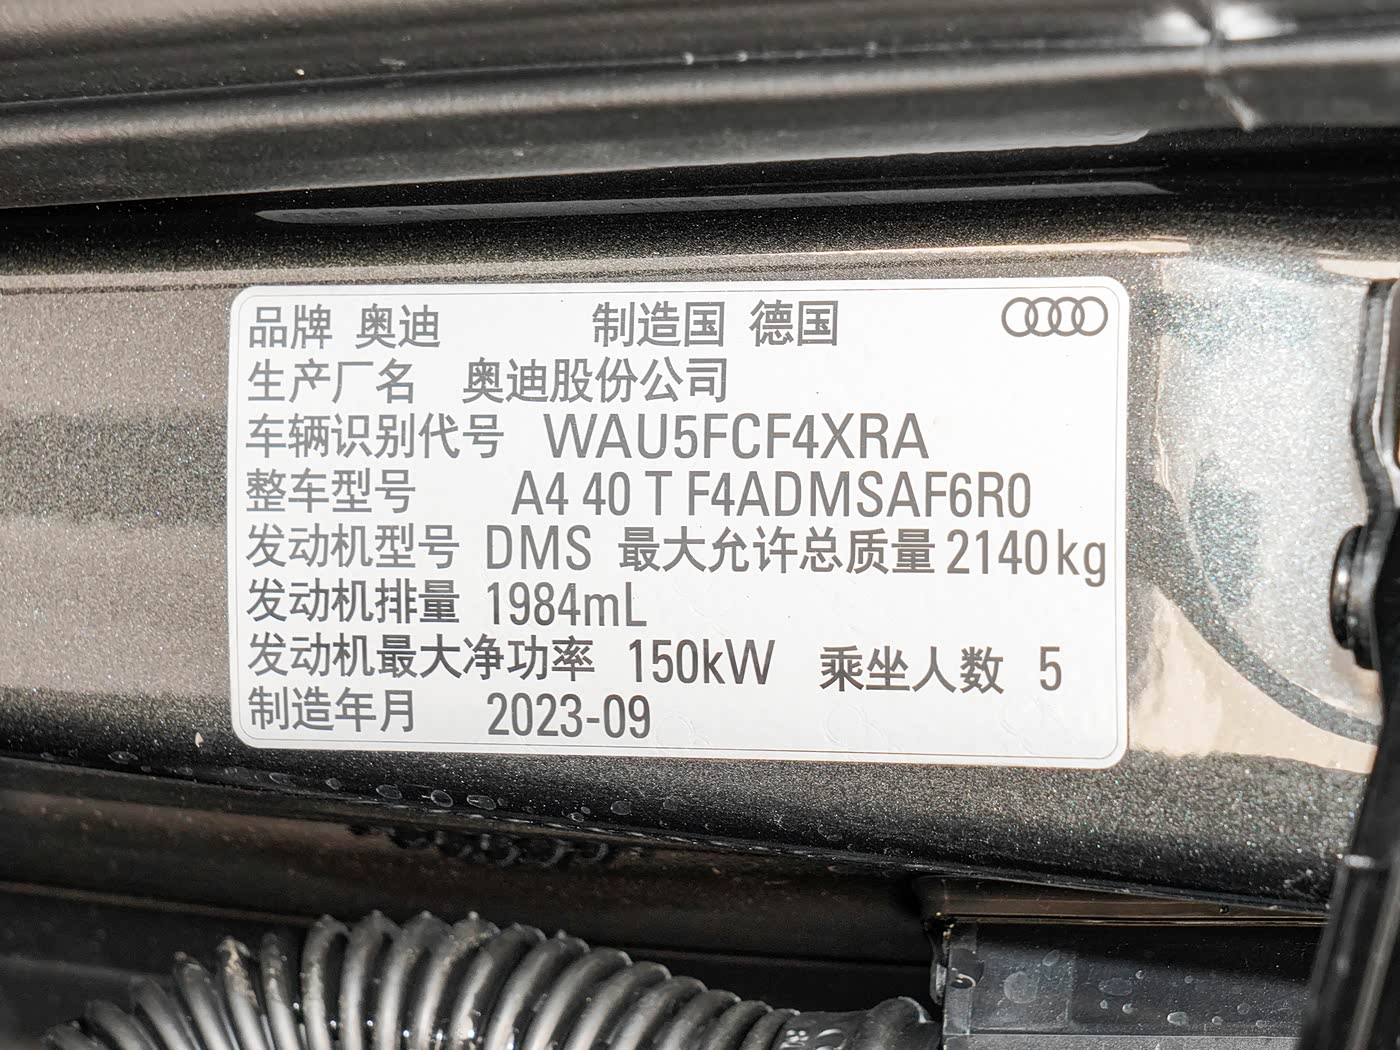 品牌 奥迪 制造国 德国
生产厂名 奥迪股份公司
车辆识别代号 WAU5FCF4XRA
整车型号 A4 40 T F4ADMSAF6R0
发动机型号 DMS 最大允许总质量 2140kg
发动机排量 1984mL
发动机最大净功率 150kW 乘坐人数 5
制造年月 2023-09